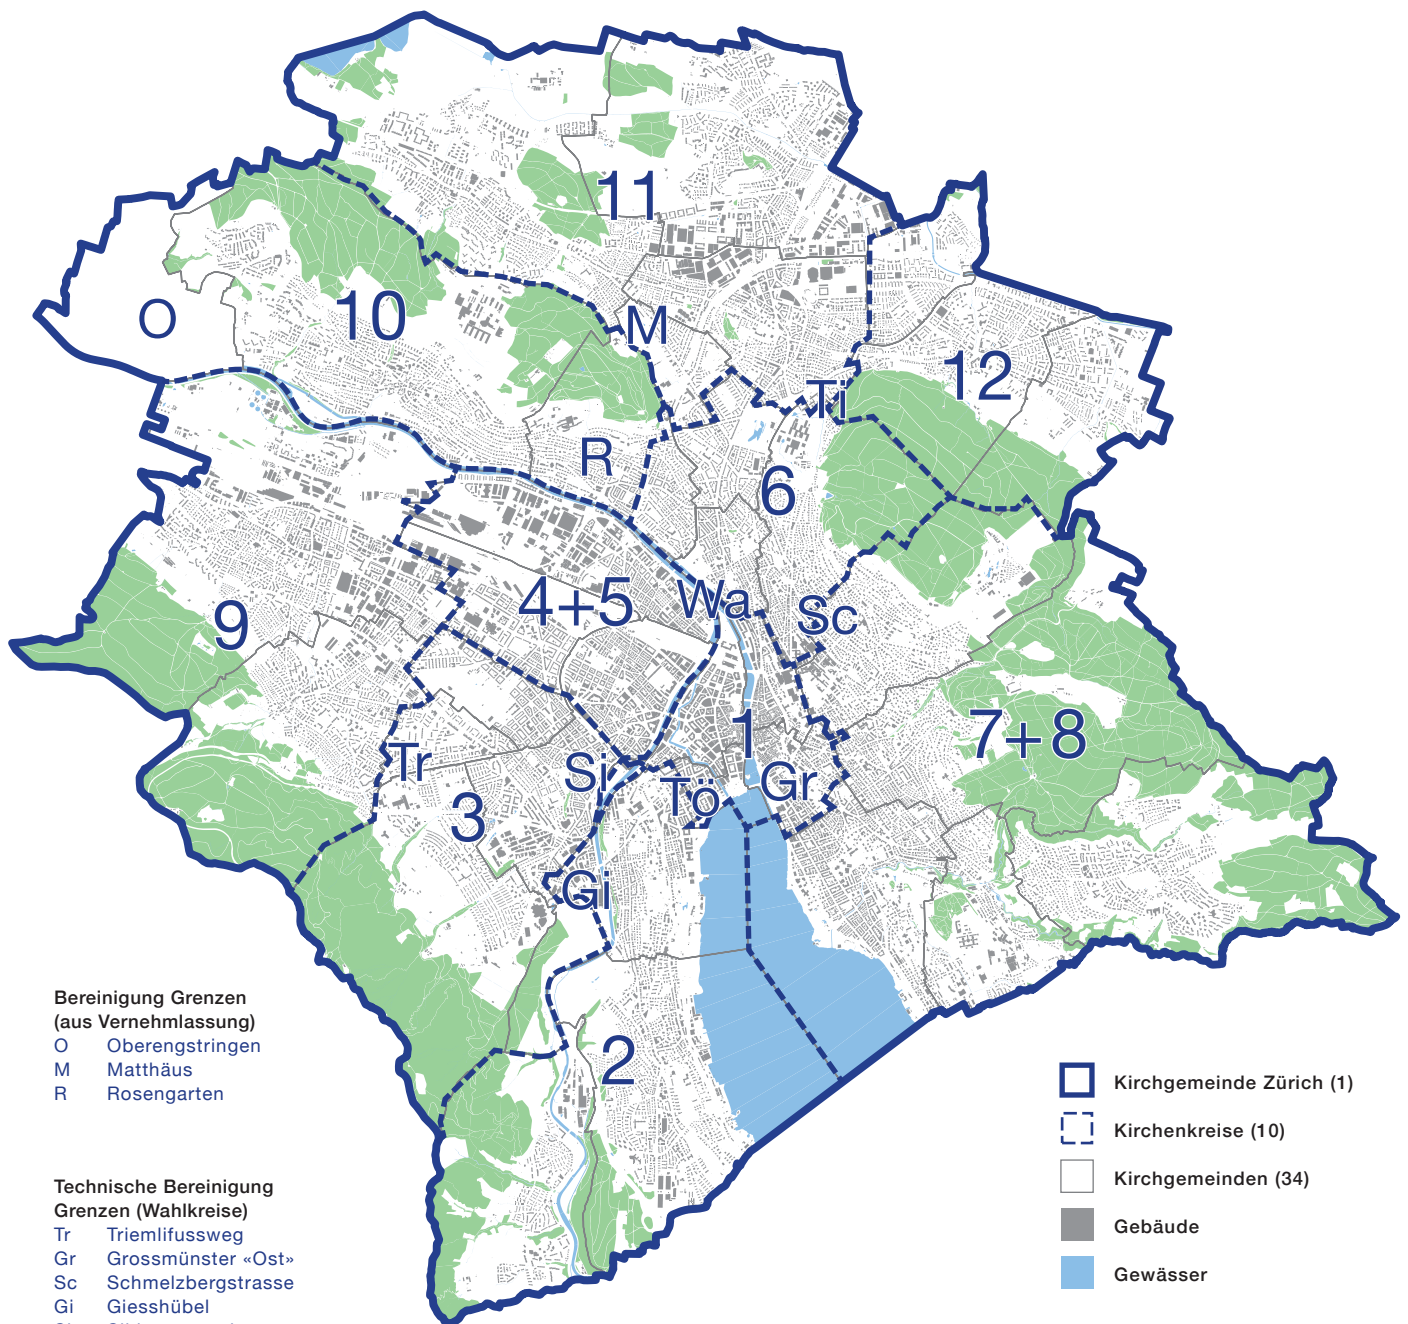 11
O
10
M
12
Ti
R
6
4+5
Wa
Sc
9
1
7+8
Tr
Si
Tö
Gr
3
Gi
2
Bereinigung Grenzen
(aus Vernehmlassung)
O Oberengstringen
M Matthäus
R Rosengarten
Technische Bereinigung
Grenzen (Wahlkreise)
Tr Triemlifussweg
Gr Grossmünster «Ost»
Sc Schmelzbergstrasse
Gi Giesshübel
Kirchgemeinde Zürich (1)
Kirchenkreise (10)
Kirchgemeinden (34)
Gebäude
Gewässer